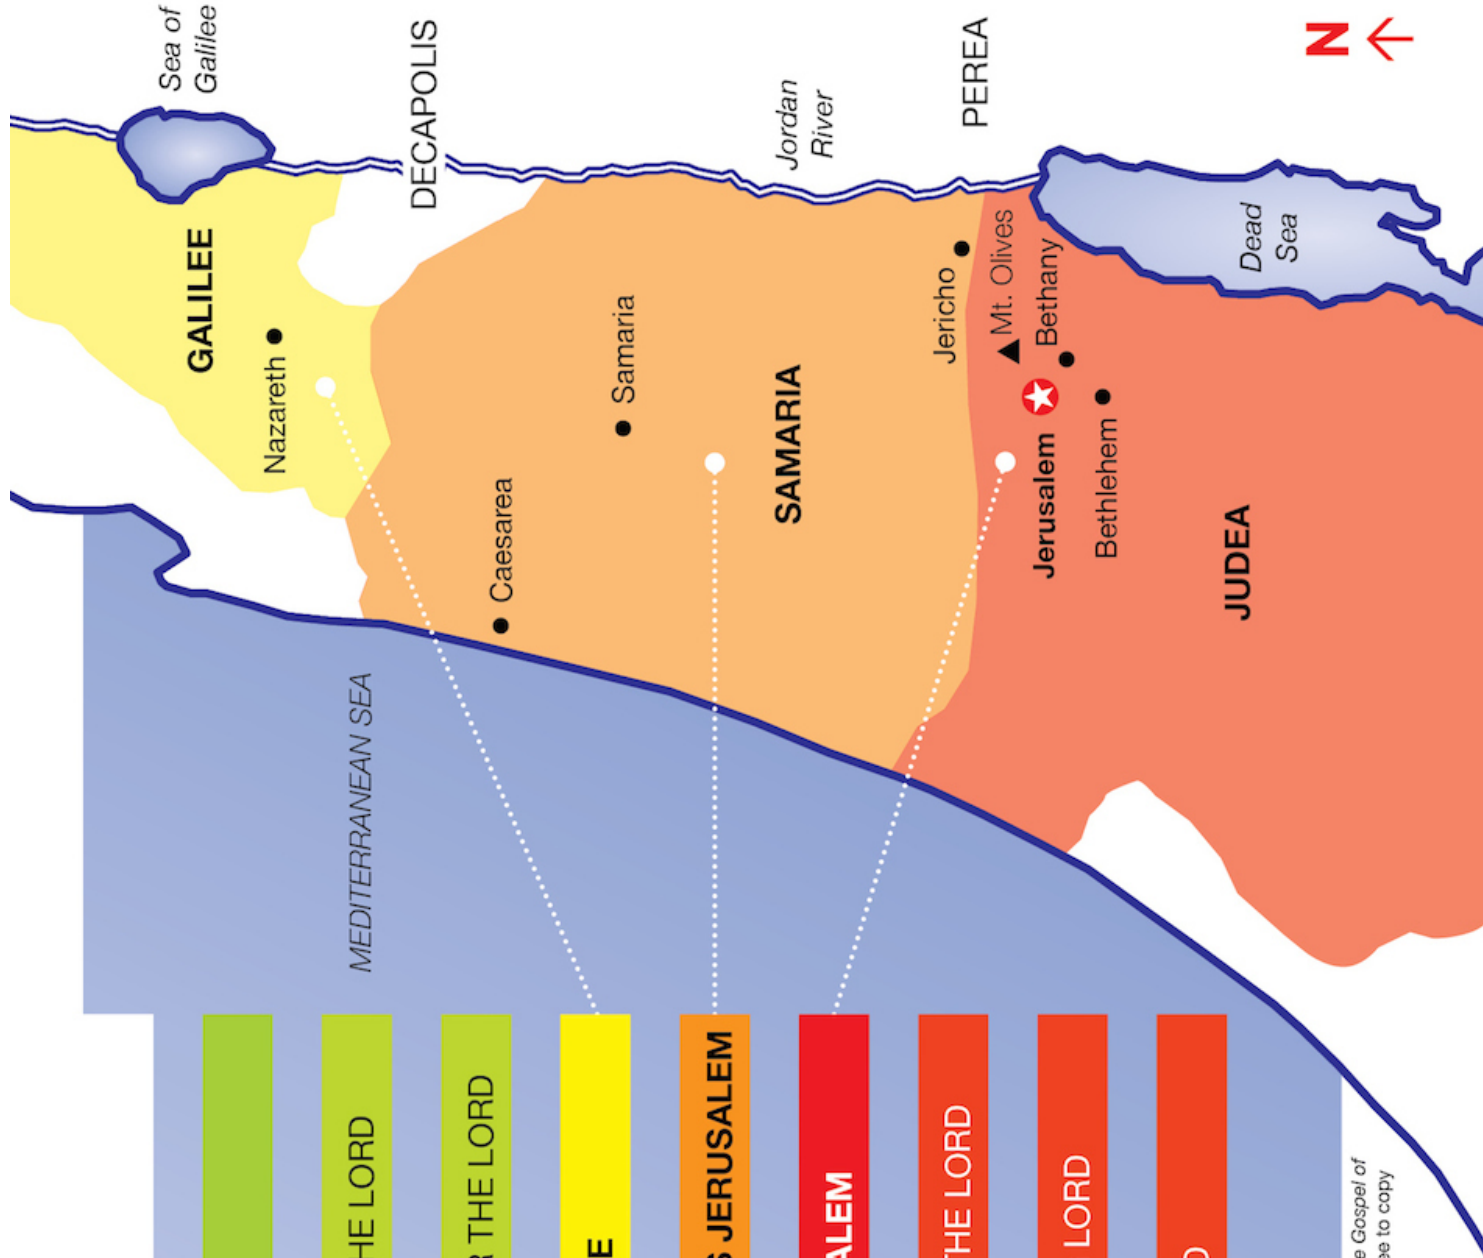 Sea of
Galilee
DECAPOLIS
Jordan
River
PEREA
N
GALILEE
Nazareth
Samaria
Caesarea
SAMARIA
Jericho
Mt. Olives
Bethany
Jerusalem
Bethlehem
JUDEA
Dead
Sea
MEDITERRANEAN SEA
HE LORD
THE LORD
E
S JERUSALEM
ALEM
THE LORD
LORD
e Gospel of
ee to copy